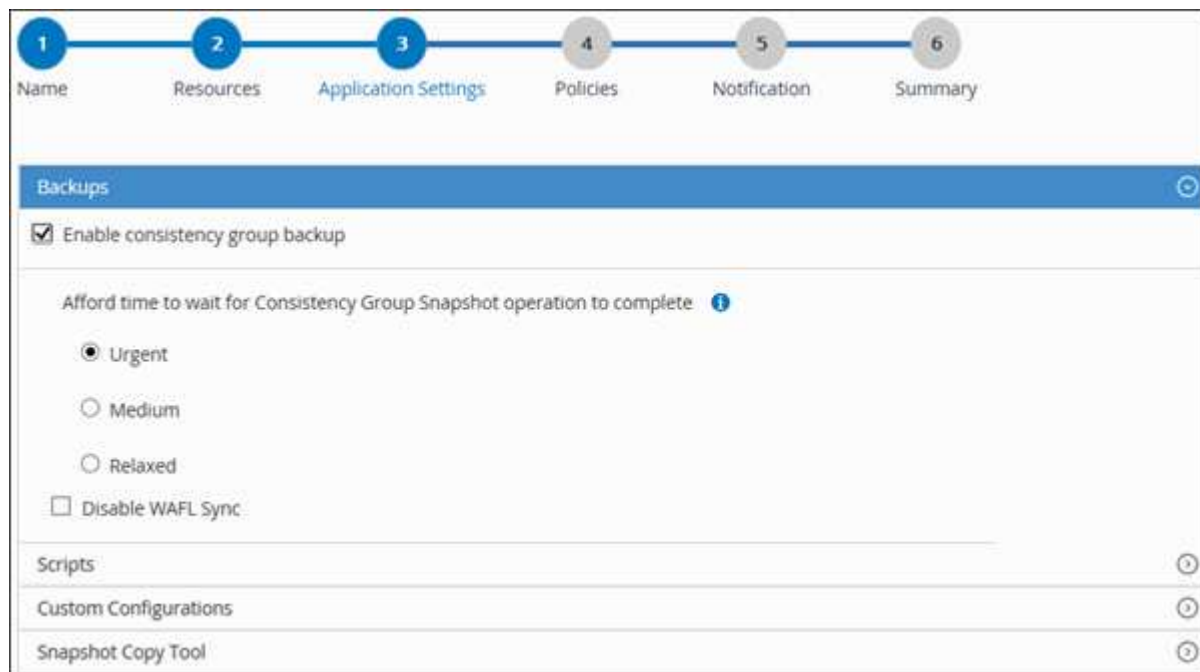 1 2 3 4 5 6
Name Resources Application Settings Policies Notification Summary
Backups
Enable consistency group backup
Afford time to wait for Consistency Group Snapshot operation to complete
Urgent
Medium
Relaxed
Disable WAFL Sync
Scripts
Custom Configurations
Snapshot Copy Tool